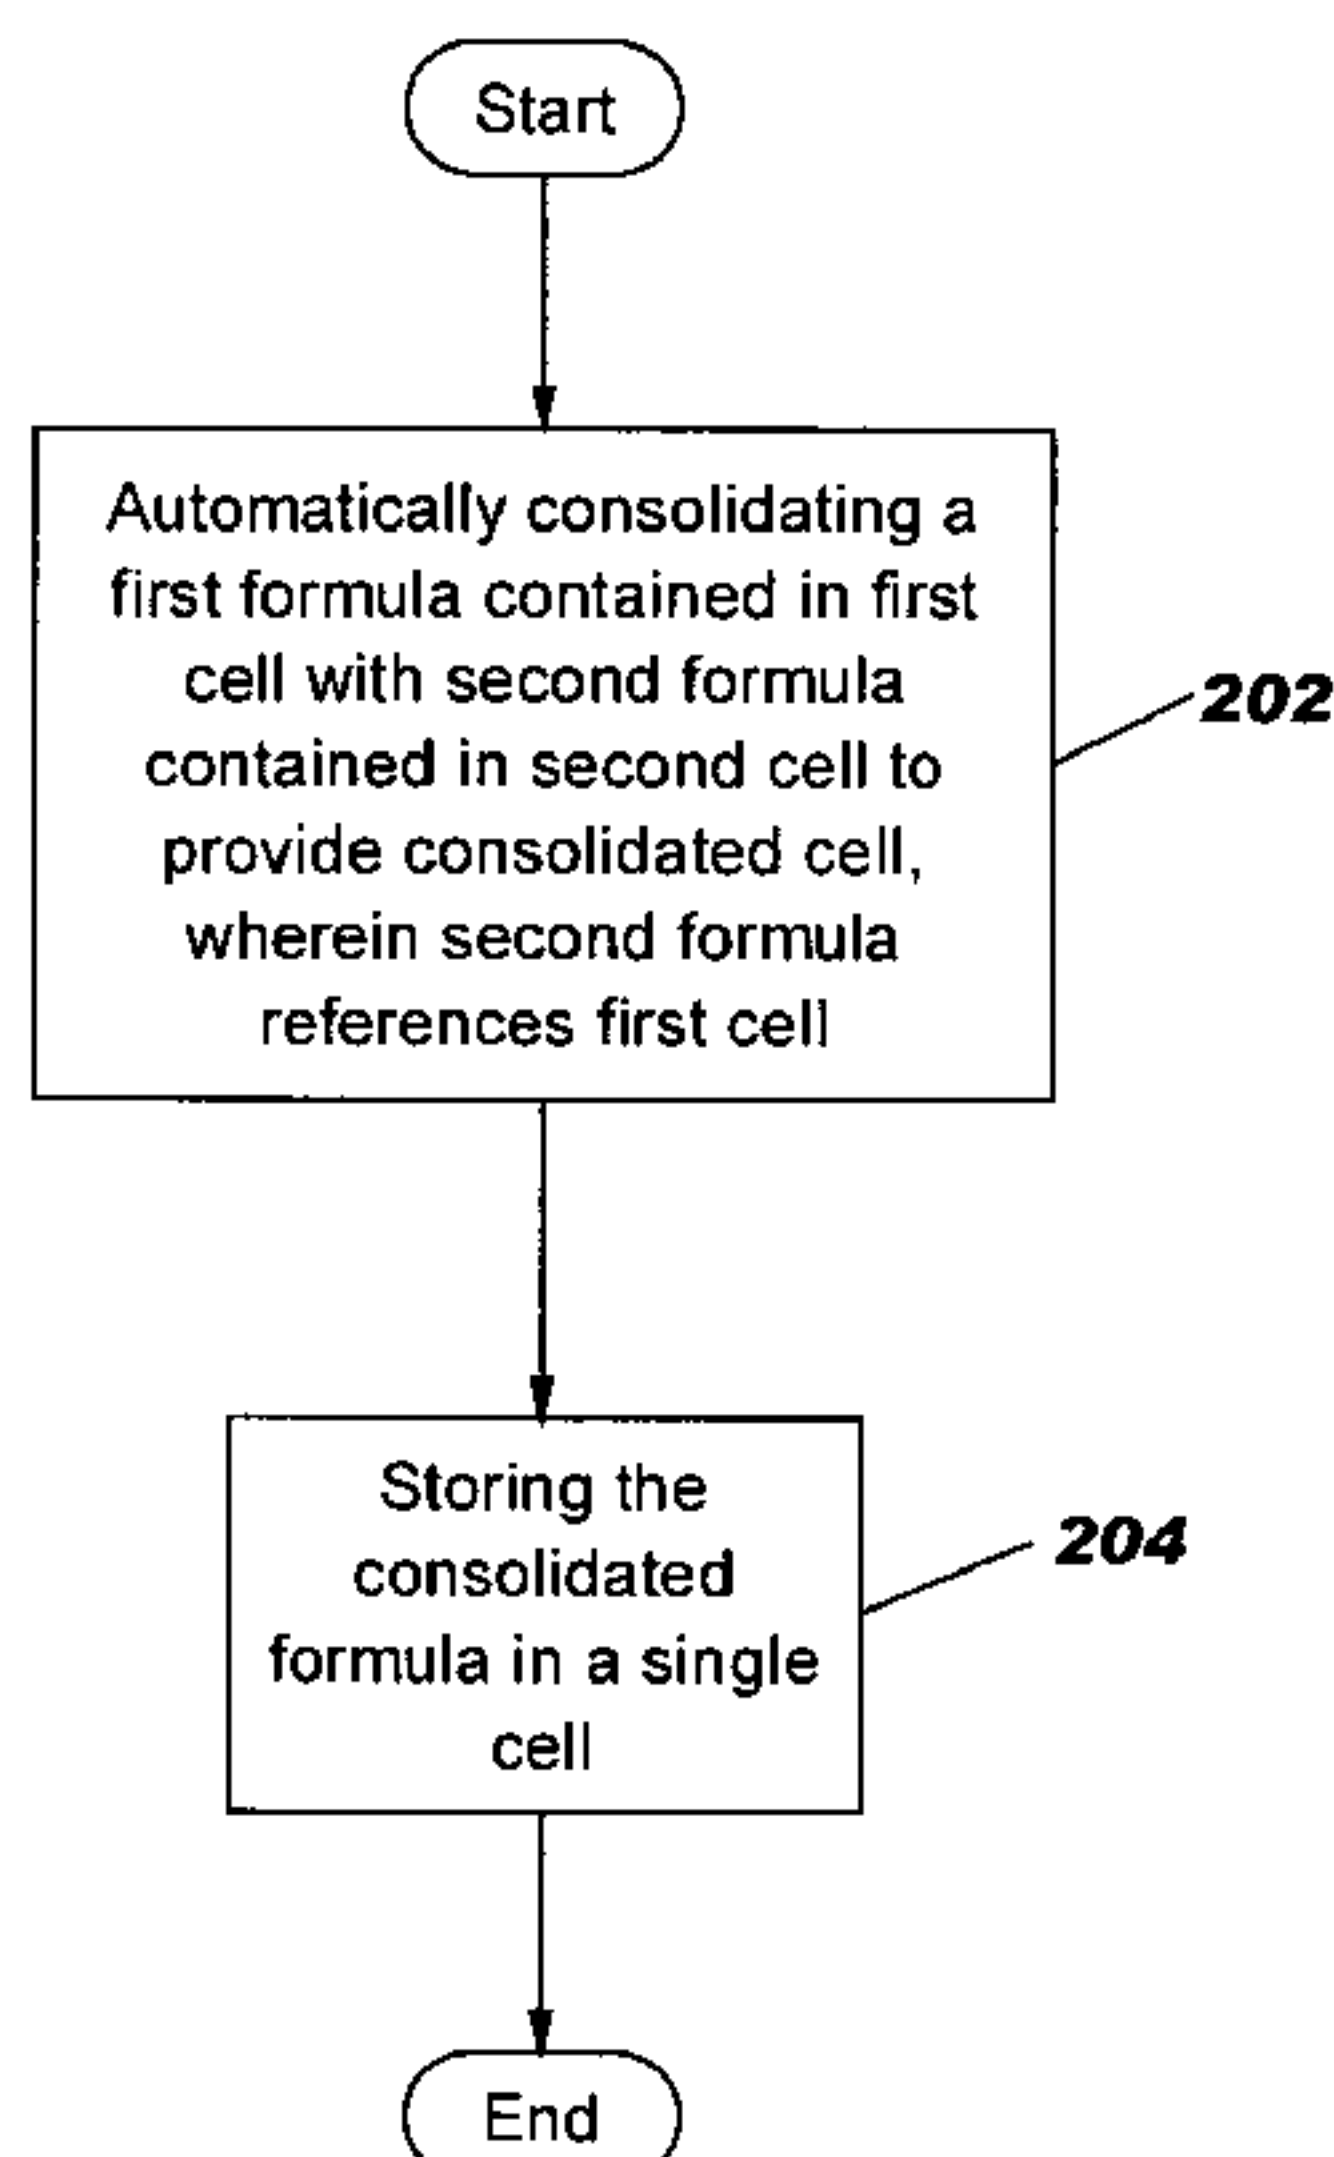 Start
Automatically consolidating a
first formula contained in first
cell with second formula
contained in second cell to
provide consolidated cell,
wherein second formula
references first cell
202
Storing the
consolidated
formula in a single
cell
204
End